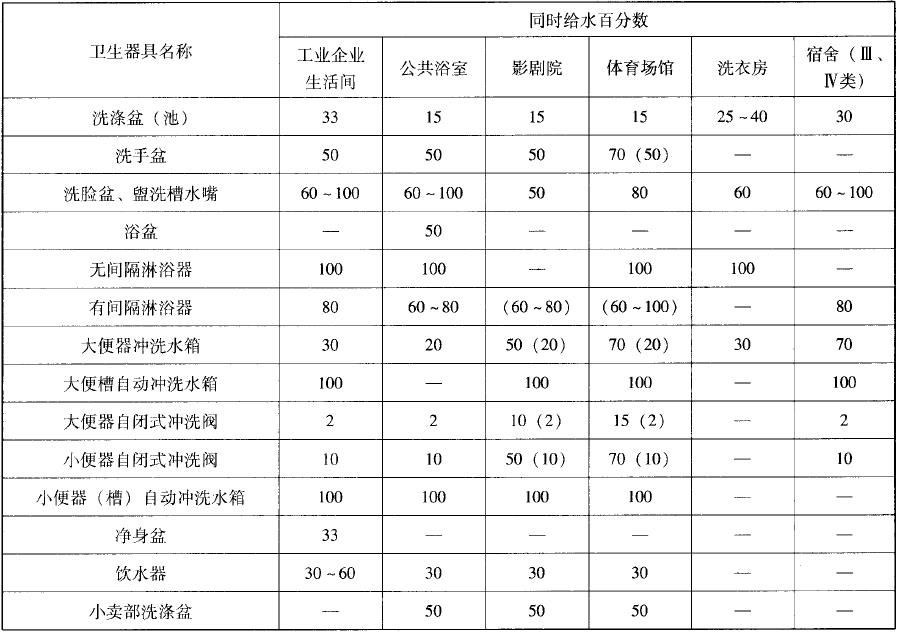 卫生器具名称 同时给水百分数
工业企业 公共浴室 影剧院 体育场馆 洗衣房 宿舍（Ⅲ、
生活间 Ⅳ类）
洗涤盆（池） 33 15 15 15 25~40 30
洗手盆 50 50 50 70（50） — —
洗脸盆、盥洗槽水嘴 60~100 60~100 50 80 60 60~100
浴盆 — 50 — — — —
无间隔淋浴器 100 100 — 100 100 —
有间隔淋浴器 80 60~80 （60~80） （60~100） — 80
大便器冲洗水箱 30 20 50（20） 70（20） 30 70
大便槽自动冲洗水箱 100 — 100 100 — 100
大便器自闭式冲洗阀 2 2 10（2） 15（2） — 2
小便器自闭式冲洗阀 10 10 50（10） 70（10） — 10
小便器（槽）自动冲洗水箱 100 100 100 100 — —
净身盆 33 — — — — —
饮水器 30~60 30 30 30 — —
小卖部洗涤盆 — 50 50 50 — —